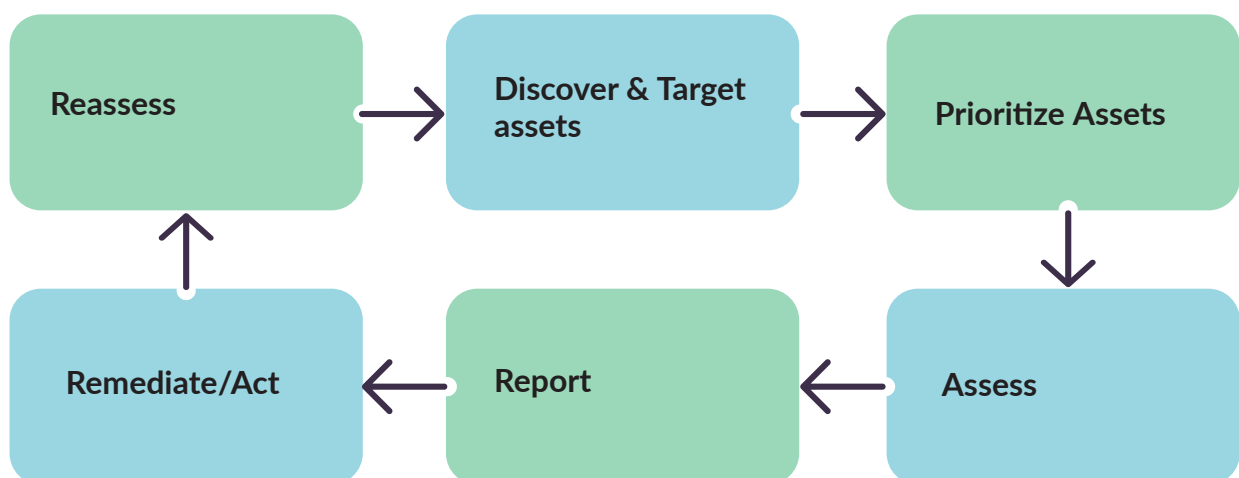 Reassess
Discover & Target
assets
Prioritize Assets
Remediate/Act
Report
Assess